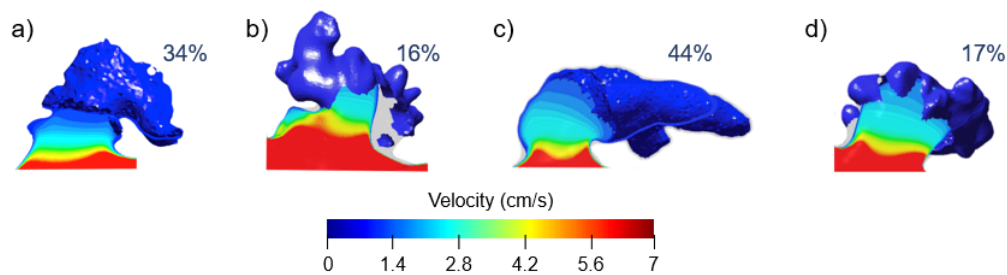 a) 34%
b) 16%
c) 44%
d) 17%
Velocity (cm/s)
0 1.4 2.8 4.2 5.6 7